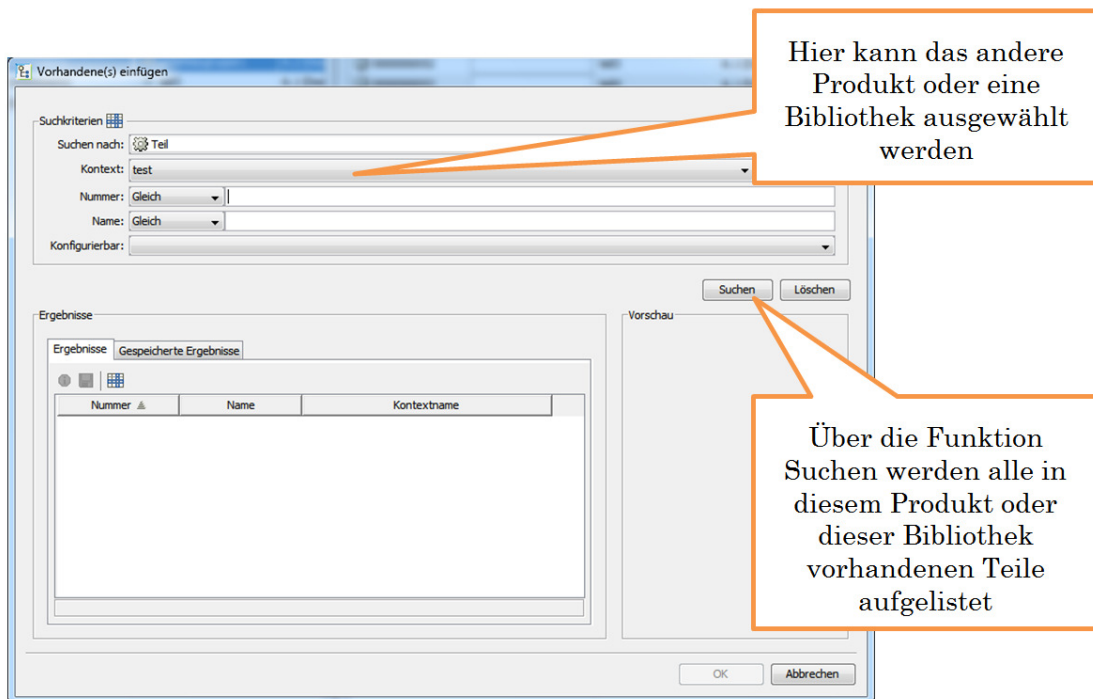 Hier kann das andere
Produkt oder eine
Bibliothek ausgewählt
werden
Vorhandene(s) einfügen
Suchkriterien
Suchen nach: Teil
Kontext: test
Nummer: Gleich
Name: Gleich
Konfigurierbar:
Suchen Löschen
Ergebnisse Vorschau
Ergebnisse Gespeicherte Ergebnisse
Nummer Name Kontextname
Über die Funktion
Suchen werden alle in
diesem Produkt oder
dieser Bibliothek
vorhandenen Teile
aufgelistet
OK Abbrechen